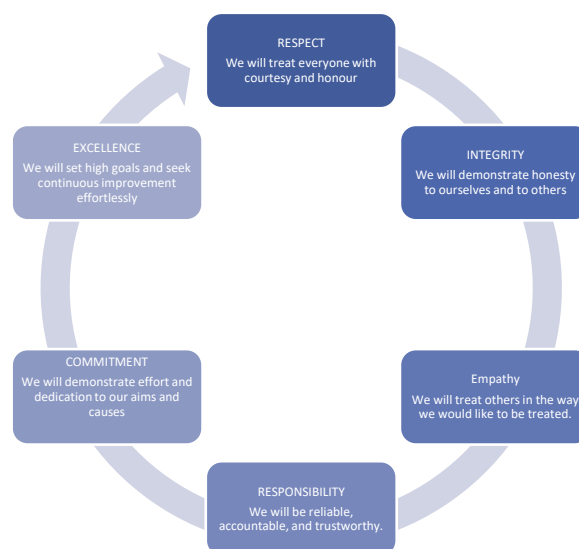 RESPECT
We will treat everyone with
courtesy and honour
INTEGRITY
We will demonstrate honesty
to ourselves and to others
Empathy
We will treat others in the way
we would like to be treated.
RESPONSIBILITY
We will be reliable,
accountable, and trustworthy.
COMMITMENT
We will demonstrate effort and
dedication to our aims and
causes
EXCELLENCE
We will set high goals and seek
continuous improvement
effortlessly